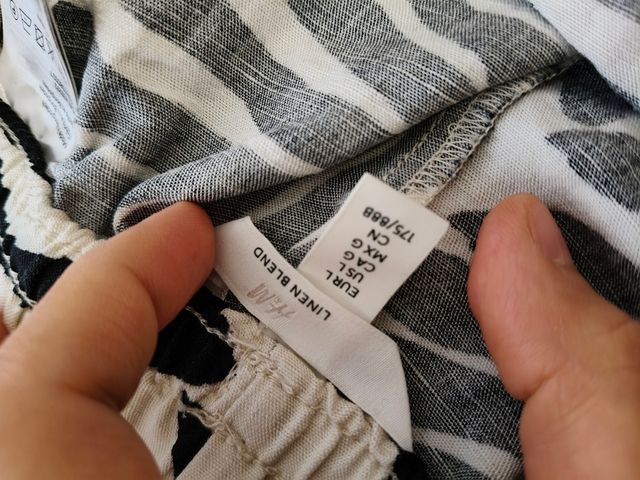 H&M
LINEN BLEND
EUR L
US L
CA G
MX G
CN
175/88B